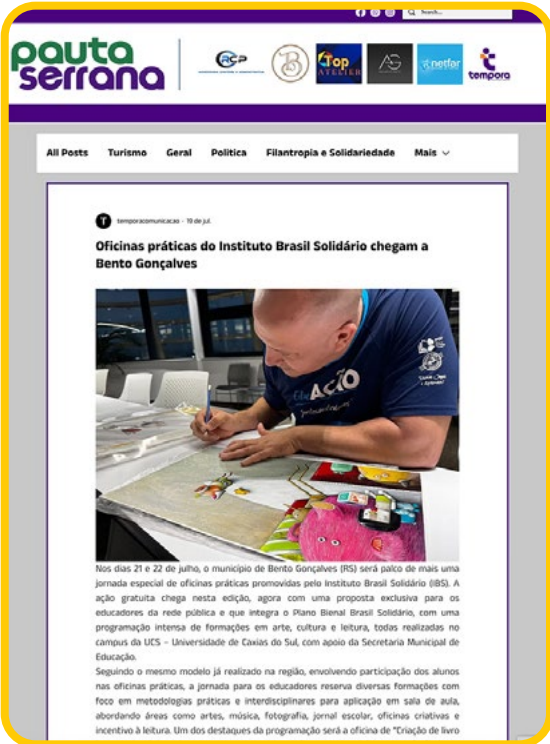 Search...
pauta
serrana
RCP
B
Top
ATELIER
AG
netfar
tempora
All Posts Turismo Geral Politica Filantropia e Solidariedade Mais
T temporacomunicacao - 19 de jul.
Oficinas práticas do Instituto Brasil Solidário chegam a
Bento Gonçalves
AÇÃO
Nos dias 21 e 22 de julho, o município de Bento Gonçalves (RS) será palco de mais uma
jornada especial de oficinas práticas promovidas pelo Instituto Brasil Solidário (IBS). A
ação gratuita chega nesta edição, agora com uma proposta exclusiva para os
educadores da rede pública e que integra o Plano Bienal Brasil Solidário, com uma
programação intensa de formações em arte, cultura e leitura, todas realizadas no
campus da UCS – Universidade de Caxias do Sul, com apoio da Secretaria Municipal de
Educação.
Seguindo o mesmo modelo já realizado na região, envolvendo participação dos alunos
nas oficinas práticas, a jornada para os educadores reserva diversas formações com
foco em metodologias práticas e interdisciplinares para aplicação em sala de aula,
abordando áreas como artes, música, fotografia, jornal escolar, oficinas criativas e
incentivo à leitura. Um dos destaques da programação será a oficina de "Criação de livro